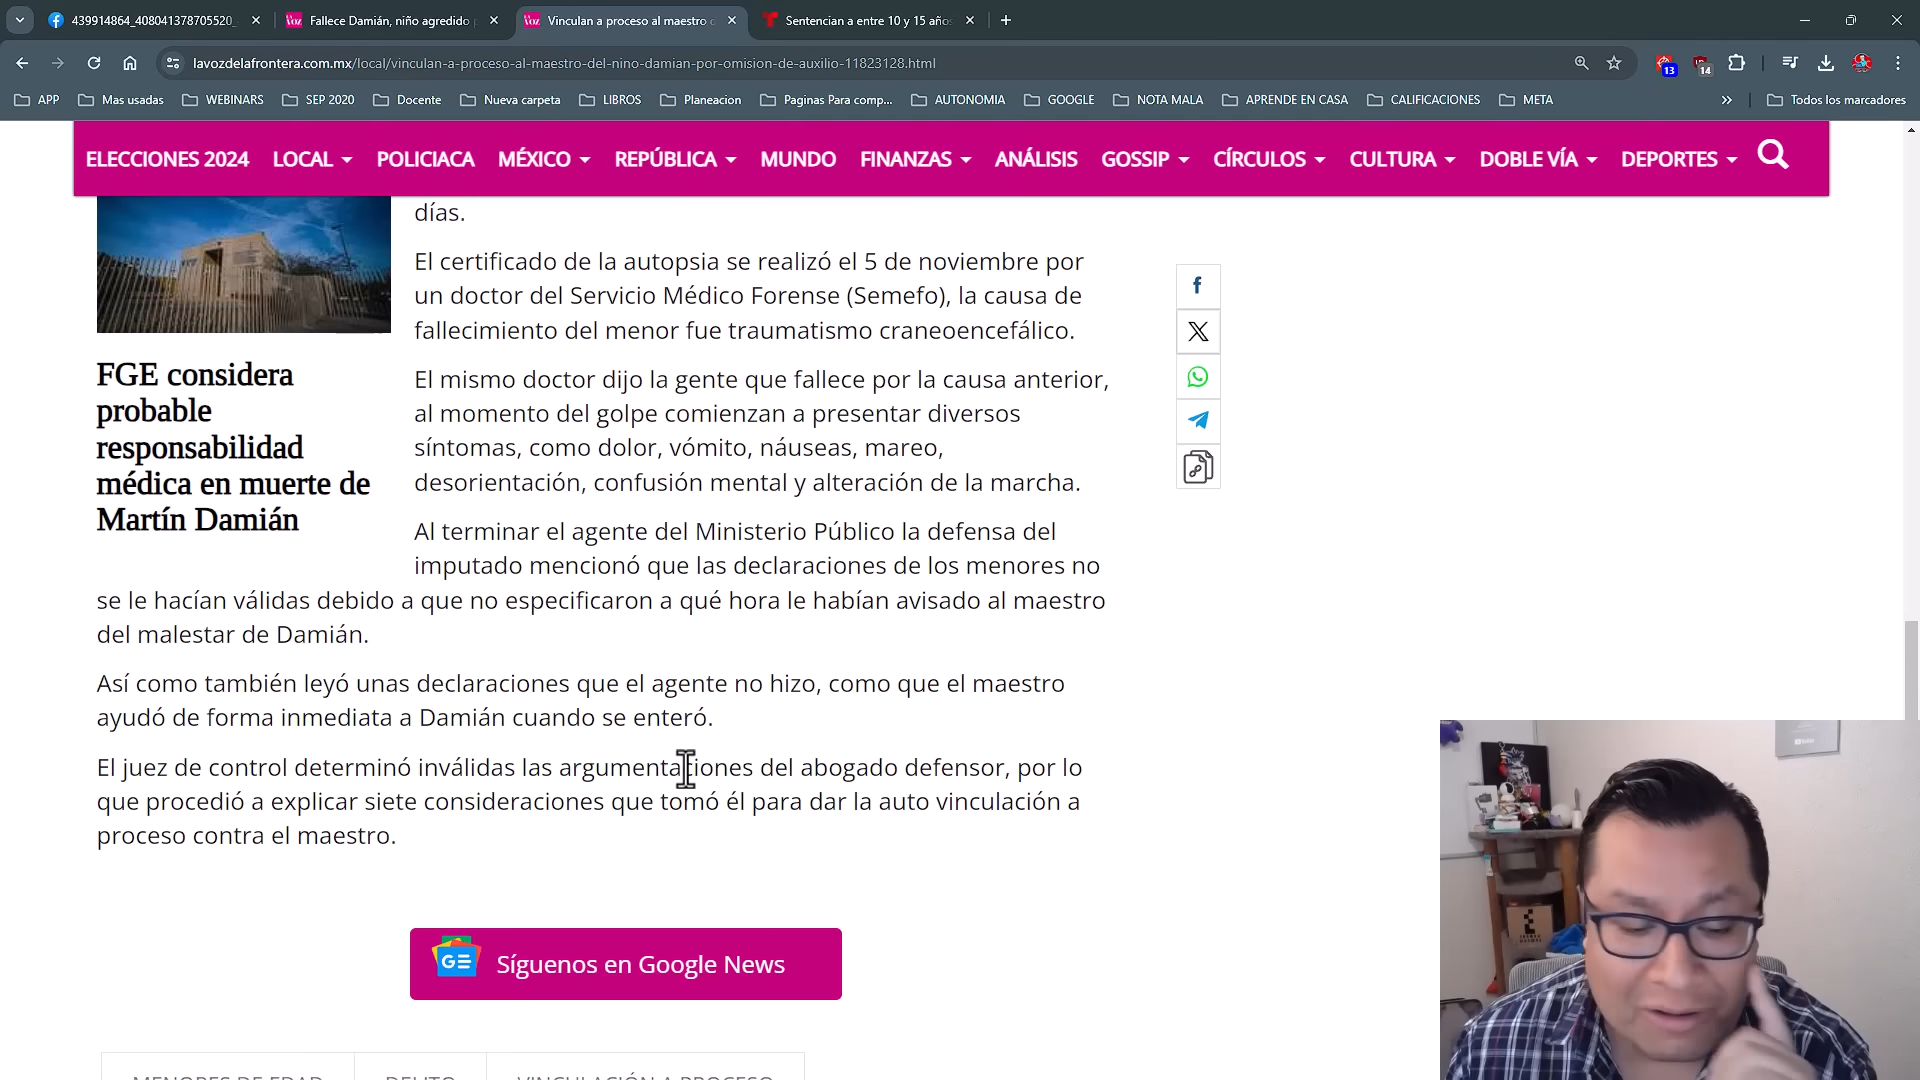 439914864_408041378705520_
Fallece Damián, niño agredido p
Vinculan a proceso al maestro d
Sentencian a entre 10 y 15 año
lavozdelafrontera.com.mx/local/vinculan-a-proceso-al-maestro-del-nino-damian-por-omision-de-auxilio-11823128.html
13
14
APP
Mas usadas
WEBINARS
SEP 2020
Docente
Nueva carpeta
LIBROS
Planeacion
Paginas Para comp...
AUTONOMIA
GOOGLE
NOTA MALA
APRENDE EN CASA
CALIFICACIONES
META
Todos los marcadores
ELECCIONES 2024
LOCAL
POLICIACA
MÉXICO
REPÚBLICA
MUNDO
FINANZAS
ANÁLISIS
GOSSIP
CÍRCULOS
CULTURA
DOBLE VÍA
DEPORTES
días.
El certificado de la autopsia se realizó el 5 de noviembre por
un doctor del Servicio Médico Forense (Semefo), la causa de
fallecimiento del menor fue traumatismo craneoencefálico.
FGE considera
probable
responsabilidad
médica en muerte de
Martín Damián
El mismo doctor dijo la gente que fallece por la causa anterior,
al momento del golpe comienzan a presentar diversos
síntomas, como dolor, vómito, náuseas, mareo,
desorientación, confusión mental y alteración de la marcha.
Al terminar el agente del Ministerio Público la defensa del
imputado mencionó que las declaraciones de los menores no
se le hacían válidas debido a que no especificaron a qué hora le habían avisado al maestro
del malestar de Damián.
Así como también leyó unas declaraciones que el agente no hizo, como que el maestro
ayudó de forma inmediata a Damián cuando se enteró.
El juez de control determinó inválidas las argumentaciones del abogado defensor, por lo
que procedió a explicar siete consideraciones que tomó él para dar la auto vinculación a
proceso contra el maestro.
Síguenos en Google News
MENORES DE EDAD
DELITO
VINCULACIÓN A PROCESO